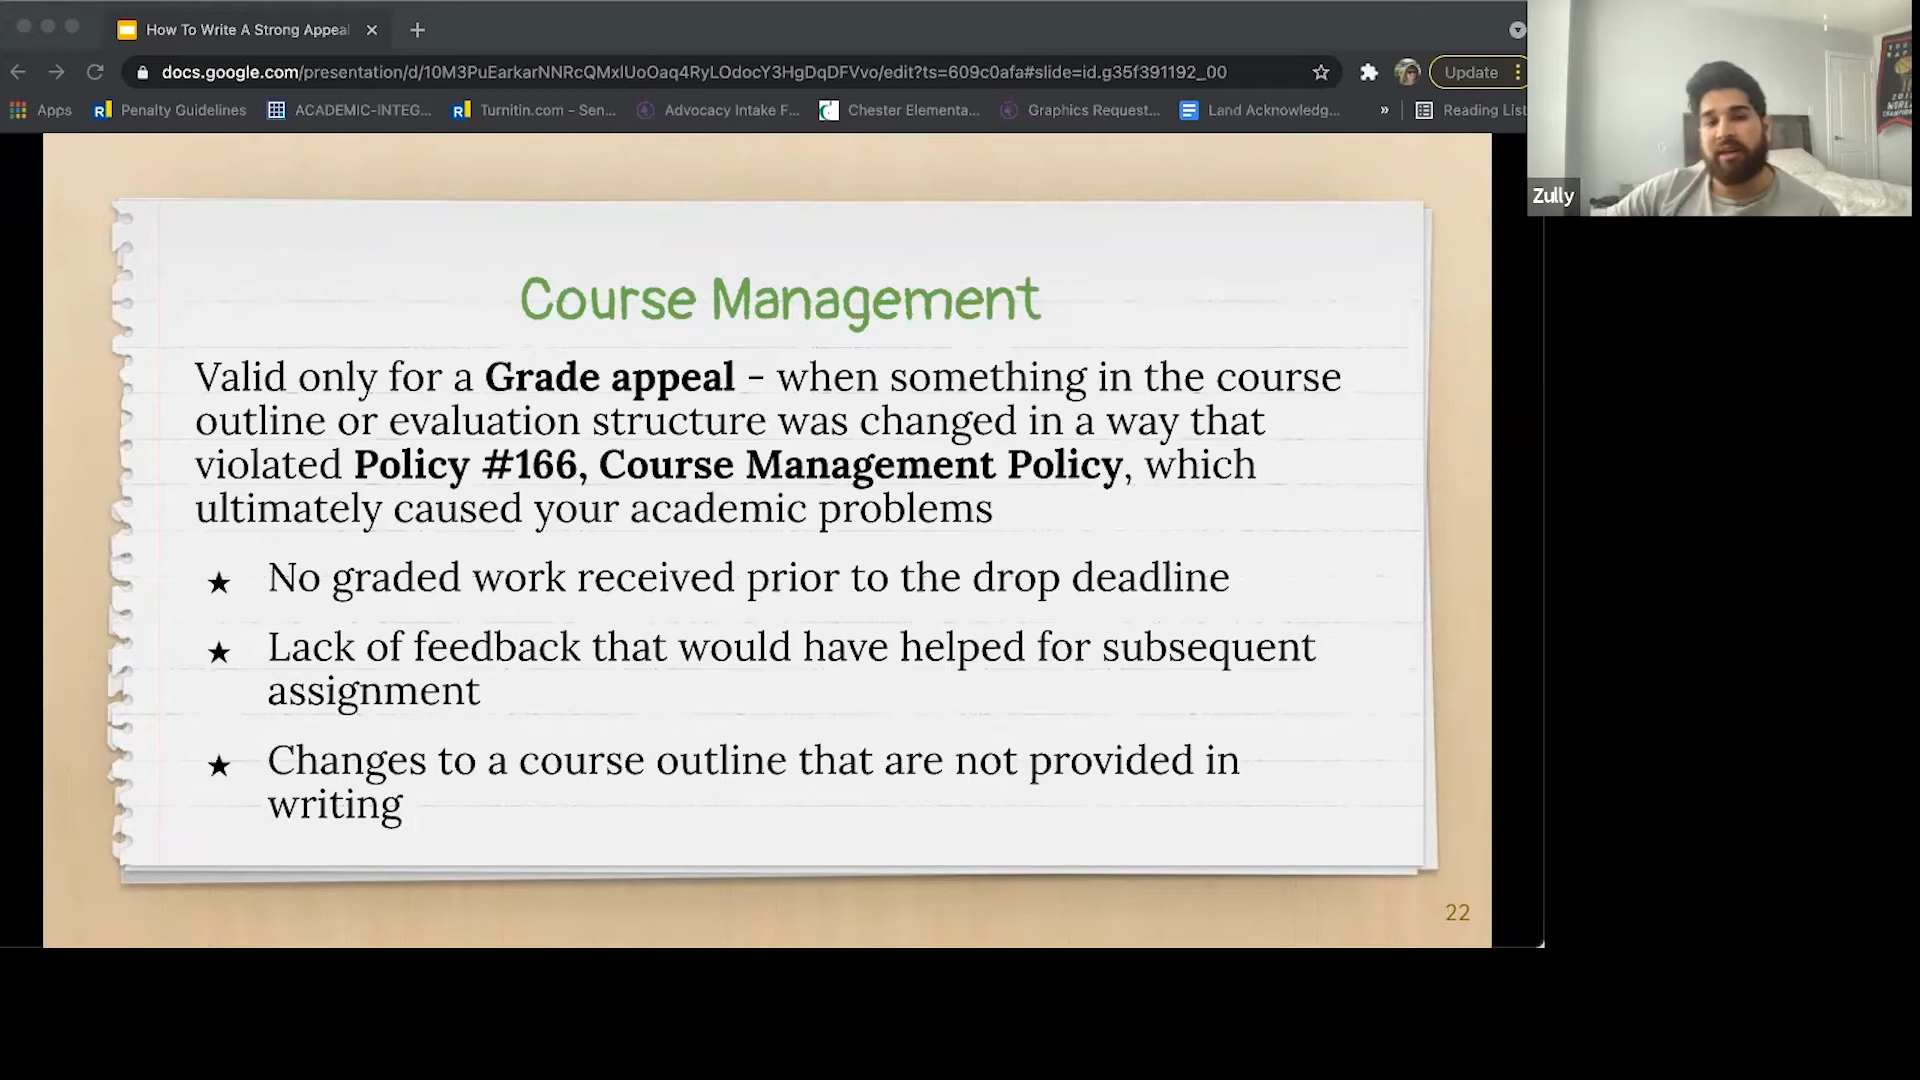 How To Write A Strong Appeal
docs.google.com/presentation/d/10M3PuEarkarNNRcQMxlUoOaq4RyLOdocY3HgDqDFVvo/edit?ts=609c0afa#slide=id.g35f391192_00
Update
Apps
Penalty Guidelines
ACADEMIC-INTEG...
Turnitin.com – Sen...
Advocacy Intake F...
Chester Elementa...
Graphics Request...
Land Acknowledg...
»
Reading List
Zully
Course Management
Valid only for a Grade appeal - when something in the course
outline or evaluation structure was changed in a way that
violated Policy #166, Course Management Policy, which
ultimately caused your academic problems
★ No graded work received prior to the drop deadline
★ Lack of feedback that would have helped for subsequent
assignment
★ Changes to a course outline that are not provided in
writing
22